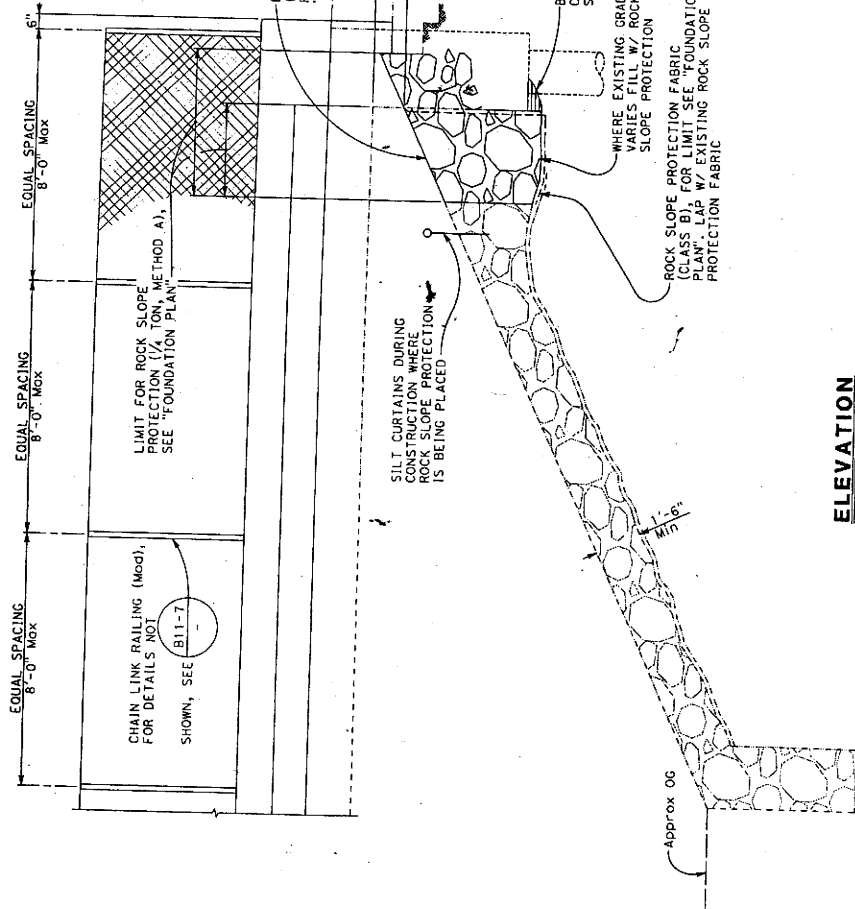 EQUAL SPACING
8'-0" Max
EQUAL SPACING
8'-0" Max
EQUAL SPACING
8'-0" Max
6"
CHAIN LINK RAILING (Mod),
FOR DETAILS NOT
SHOWN, SEE
B11-7
-
LIMIT FOR ROCK SLOPE
PROTECTION (1/4 TON, METHOD A),
SEE "FOUNDATION PLAN"
SILT CURTAINS DURING
CONSTRUCTION WHERE
ROCK SLOPE PROTECTION
IS BEING PLACED
WHERE EXISTING GRAD
VARIES FILL W/ ROCK
SLOPE PROTECTION
ROCK SLOPE PROTECTION FABRIC
(CLASS B), FOR LIMIT SEE "FOUNDATIO
PLAN". LAP W/ EXISTING ROCK SLOPE
PROTECTION FABRIC
1'-6"
Min
Approx OG
ELEVATION